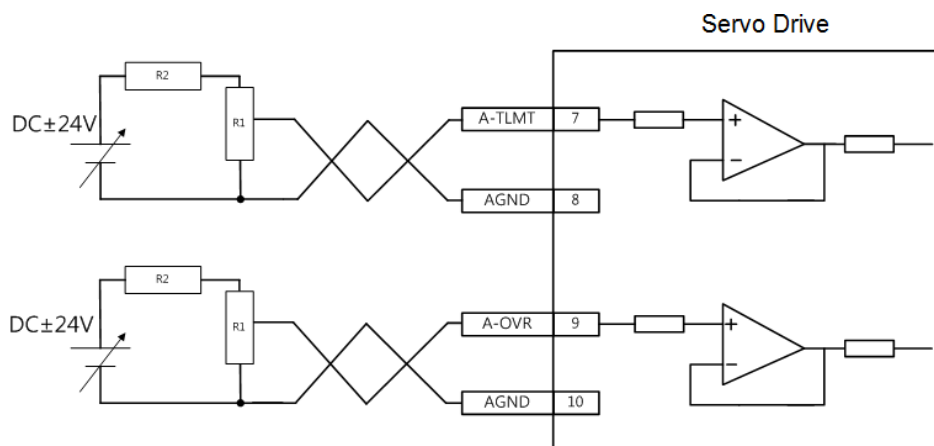 Servo Drive
R2
DC±24V
R1
A-TLMT 7
AGND 8
+
−
R2
DC±24V
R1
A-OVR 9
AGND 10
+
−